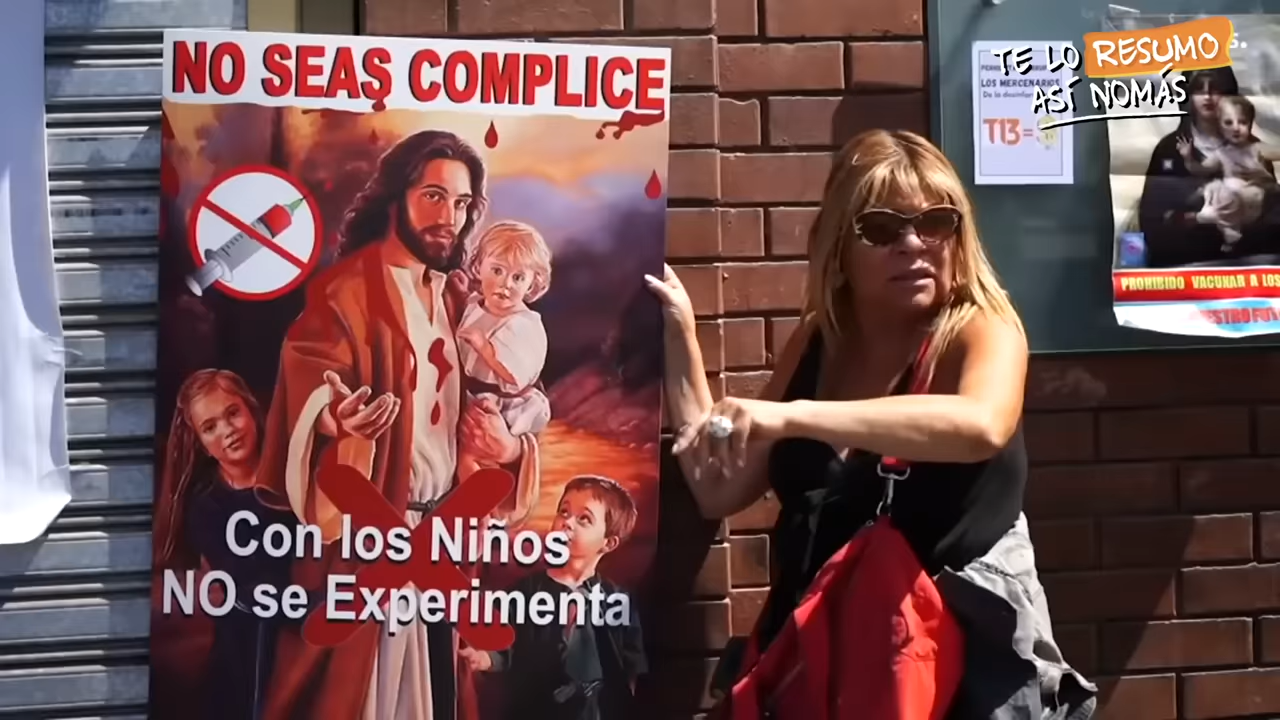 NO SEAS COMPLICE
Con los Niños
NO se Experimenta
TE LO RESUMO
ASÍ NOMÁS
LOS MERCENARIOS
T13=
PROHIBIDO VACUNAR A LOS